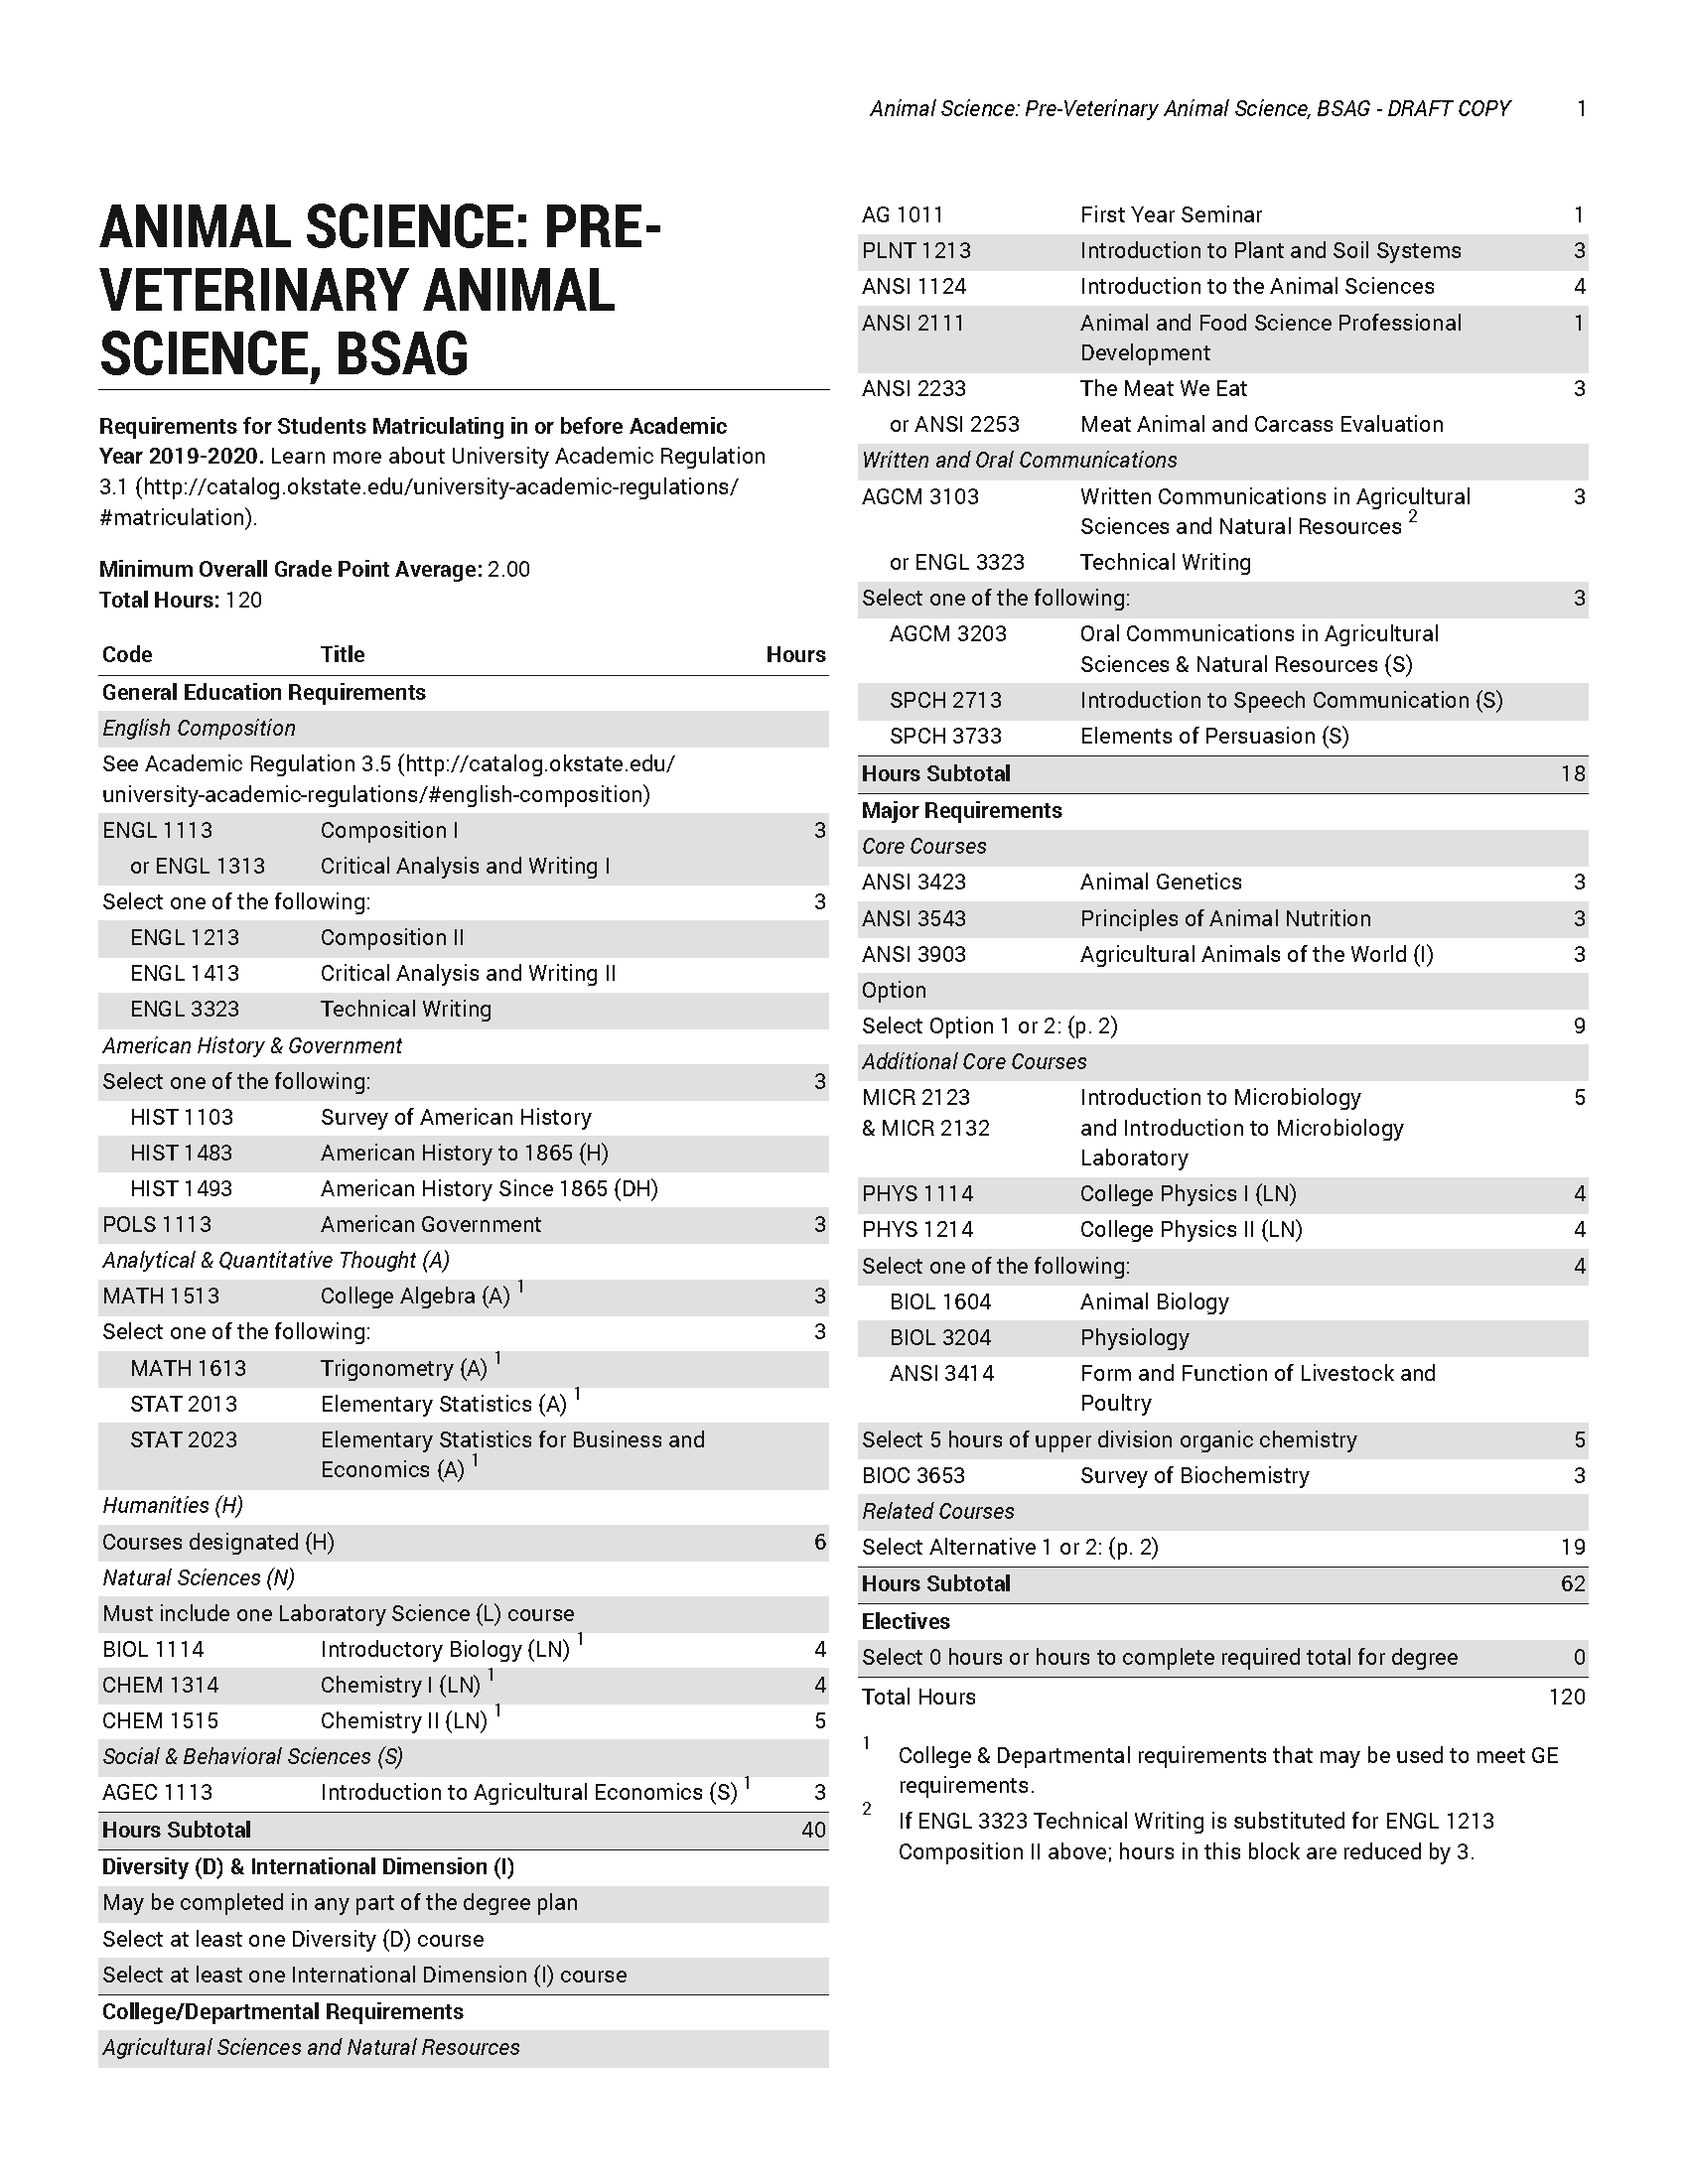 Animal Science: Pre-Veterinary Animal Science, BSAG - DRAFT COPY 1
ANIMAL SCIENCE: PRE-
VETERINARY ANIMAL
SCIENCE, BSAG
Requirements for Students Matriculating in or before Academic
Year 2019-2020. Learn more about University Academic Regulation
3.1 (http://catalog.okstate.edu/university-academic-regulations/
#matriculation).
Minimum Overall Grade Point Average: 2.00
Total Hours: 120
Code Title Hours
General Education Requirements
English Composition
See Academic Regulation 3.5 (http://catalog.okstate.edu/
university-academic-regulations/#english-composition)
ENGL 1113 Composition I 3
or ENGL 1313 Critical Analysis and Writing I
Select one of the following: 3
ENGL 1213 Composition II
ENGL 1413 Critical Analysis and Writing II
ENGL 3323 Technical Writing
American History & Government
Select one of the following: 3
HIST 1103 Survey of American History
HIST 1483 American History to 1865 (H)
HIST 1493 American History Since 1865 (DH)
POLS 1113 American Government 3
Analytical & Quantitative Thought (A)
MATH 1513 College Algebra (A) 1 3
Select one of the following: 3
MATH 1613 Trigonometry (A) 1
STAT 2013 Elementary Statistics (A) 1
STAT 2023 Elementary Statistics for Business and
Economics (A) 1
Humanities (H)
Courses designated (H) 6
Natural Sciences (N)
Must include one Laboratory Science (L) course
BIOL 1114 Introductory Biology (LN) 1 4
CHEM 1314 Chemistry I (LN) 1 4
CHEM 1515 Chemistry II (LN) 1 5
Social & Behavioral Sciences (S)
AGEC 1113 Introduction to Agricultural Economics (S) 1 3
Hours Subtotal 40
Diversity (D) & International Dimension (I)
May be completed in any part of the degree plan
Select at least one Diversity (D) course
Select at least one International Dimension (I) course
College/Departmental Requirements
Agricultural Sciences and Natural Resources
AG 1011 First Year Seminar 1
PLNT 1213 Introduction to Plant and Soil Systems 3
ANSI 1124 Introduction to the Animal Sciences 4
ANSI 2111 Animal and Food Science Professional 1
Development
ANSI 2233 The Meat We Eat 3
or ANSI 2253 Meat Animal and Carcass Evaluation
Written and Oral Communications
AGCM 3103 Written Communications in Agricultural 3
Sciences and Natural Resources 2
or ENGL 3323 Technical Writing
Select one of the following: 3
AGCM 3203 Oral Communications in Agricultural
Sciences & Natural Resources (S)
SPCH 2713 Introduction to Speech Communication (S)
SPCH 3733 Elements of Persuasion (S)
Hours Subtotal 18
Major Requirements
Core Courses
ANSI 3423 Animal Genetics 3
ANSI 3543 Principles of Animal Nutrition 3
ANSI 3903 Agricultural Animals of the World (I) 3
Option
Select Option 1 or 2: (p. 2) 9
Additional Core Courses
MICR 2123 Introduction to Microbiology 5
& MICR 2132 and Introduction to Microbiology
Laboratory
PHYS 1114 College Physics I (LN) 4
PHYS 1214 College Physics II (LN) 4
Select one of the following: 4
BIOL 1604 Animal Biology
BIOL 3204 Physiology
ANSI 3414 Form and Function of Livestock and
Poultry
Select 5 hours of upper division organic chemistry 5
BIOC 3653 Survey of Biochemistry 3
Related Courses
Select Alternative 1 or 2: (p. 2) 19
Hours Subtotal 62
Electives
Select 0 hours or hours to complete required total for degree 0
Total Hours 120
1 College & Departmental requirements that may be used to meet GE
requirements.
2 If ENGL 3323 Technical Writing is substituted for ENGL 1213
Composition II above; hours in this block are reduced by 3.